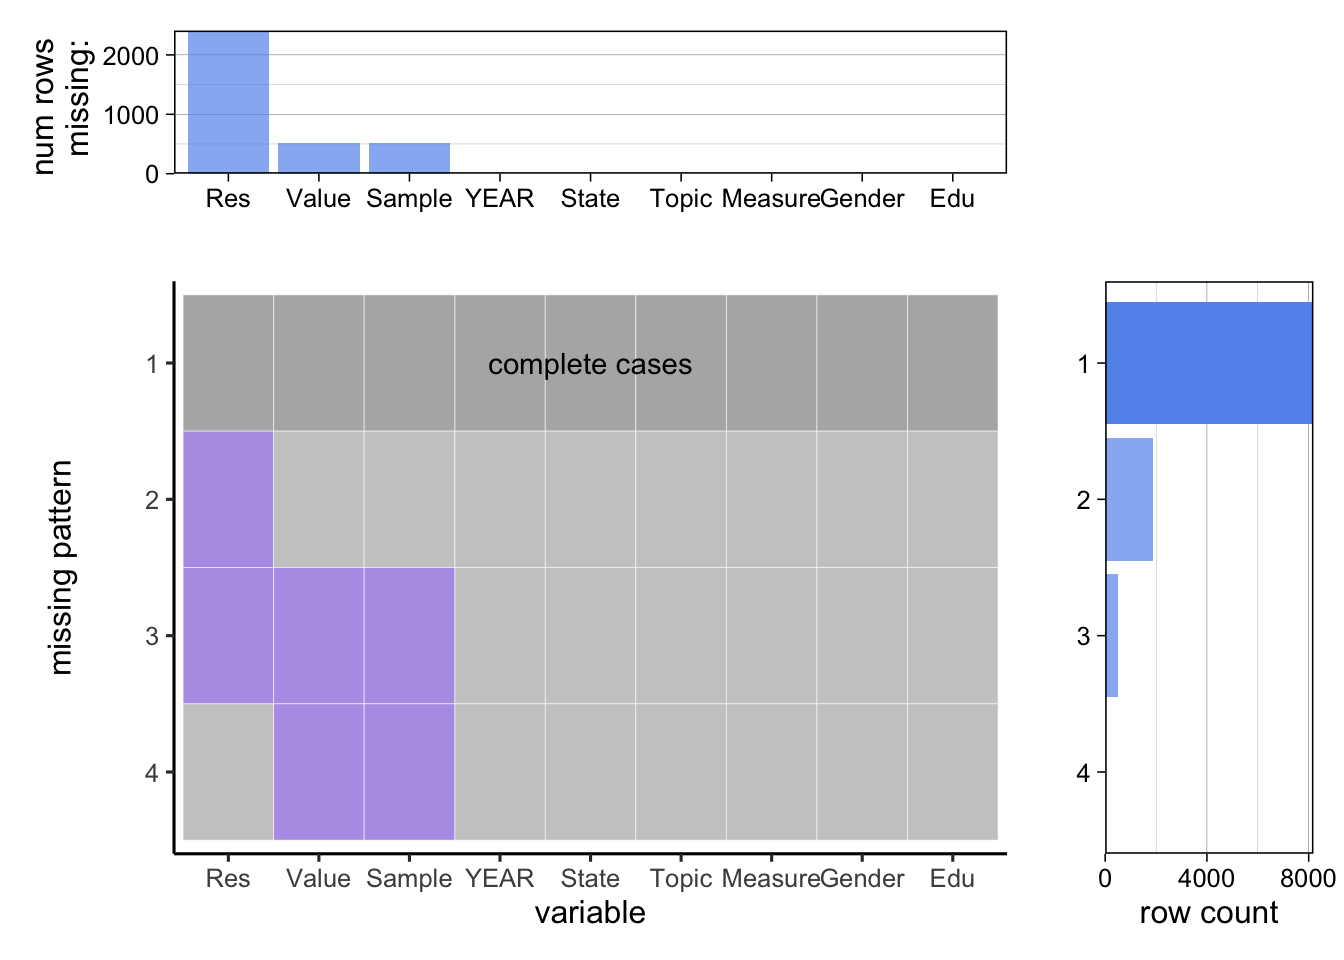 num rows
missing:
2000
1000
0
Res Value Sample YEAR State Topic Measure Gender Edu
missing pattern
1
2
3
4
complete cases
Res Value Sample YEAR State Topic Measure Gender Edu
variable
1
2
3
4
0 4000 8000
row count